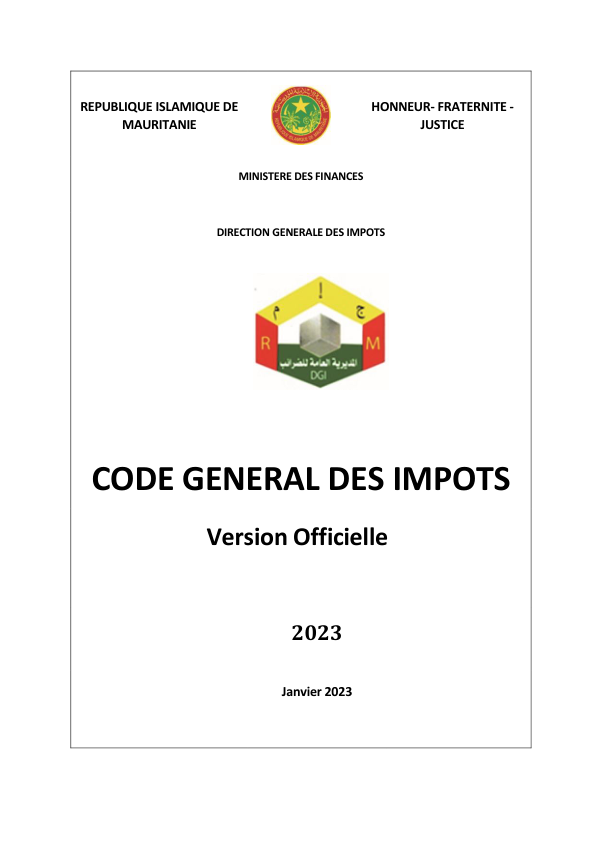 REPUBLIQUE ISLAMIQUE DE
MAURITANIE
HONNEUR- FRATERNITE -
JUSTICE
MINISTERE DES FINANCES
DIRECTION GENERALE DES IMPOTS
م
إ
ج
R
M
المديرية العامة للضرائب
DGI
CODE GENERAL DES IMPOTS
Version Officielle
2023
Janvier 2023